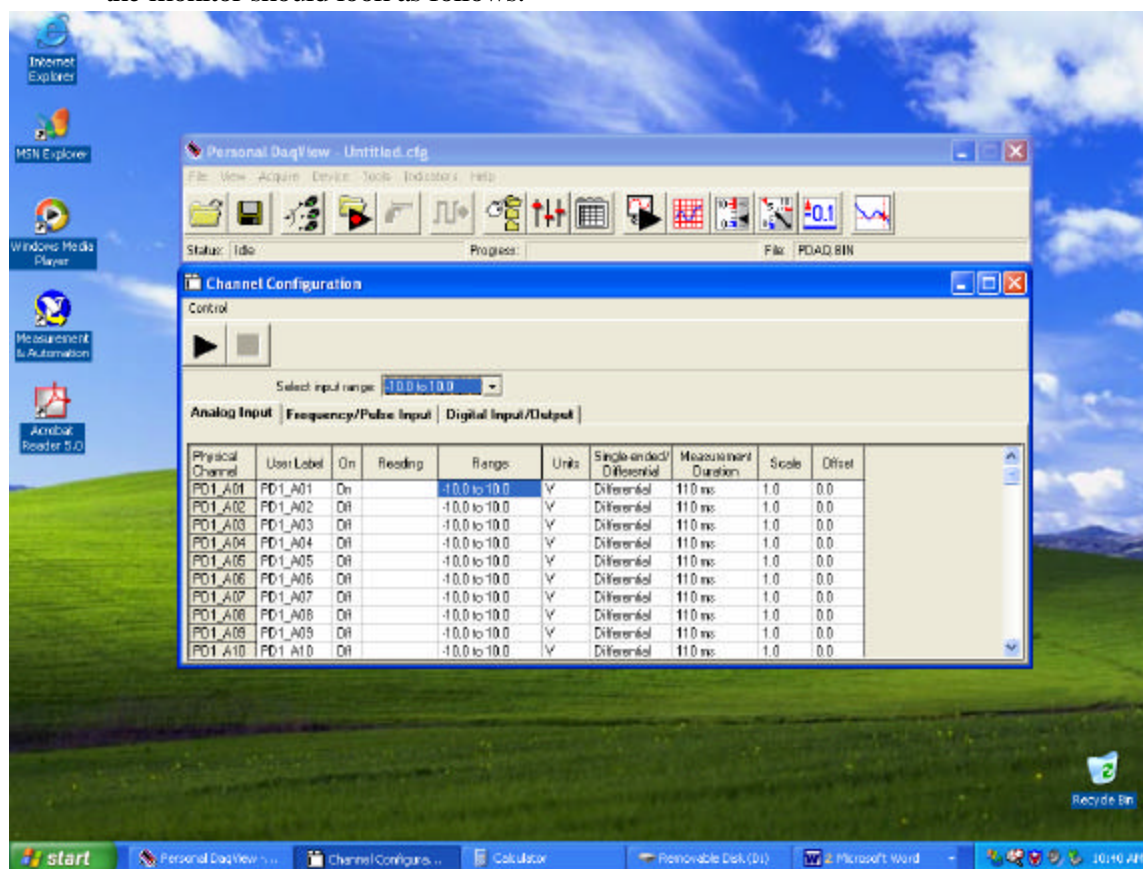 the monitor should look as follows.
Internet
Explorer
MSN Explorer
Windows Media
Player
Measurement
& Automation
Acrobat
Reader 5.0
Personal DaqView - Untitled.cfg
File View Acquire Device Tools Indicators Help
Status: Idle Progress: File: PDAQ.BIN
Channel Configuration
Control
Select input range: -10.0 to 10.0
Analog Input Frequency/Pulse Input Digital Input/Output
Physical Channel User Label On Reading Range Units Single-ended/ Differential Measurement Duration Scale Offset
PD1_A01 PD1_A01 On -10.0 to 10.0 V Differential 110 ms 1.0 0.0
PD1_A02 PD1_A02 Off -10.0 to 10.0 V Differential 110 ms 1.0 0.0
PD1_A03 PD1_A03 Off -10.0 to 10.0 V Differential 110 ms 1.0 0.0
PD1_A04 PD1_A04 Off -10.0 to 10.0 V Differential 110 ms 1.0 0.0
PD1_A05 PD1_A05 Off -10.0 to 10.0 V Differential 110 ms 1.0 0.0
PD1_A06 PD1_A06 Off -10.0 to 10.0 V Differential 110 ms 1.0 0.0
PD1_A07 PD1_A07 Off -10.0 to 10.0 V Differential 110 ms 1.0 0.0
PD1_A08 PD1_A08 Off -10.0 to 10.0 V Differential 110 ms 1.0 0.0
PD1_A09 PD1_A09 Off -10.0 to 10.0 V Differential 110 ms 1.0 0.0
PD1_A10 PD1_A10 Off -10.0 to 10.0 V Differential 110 ms 1.0 0.0
Recycle Bin
start Personal DaqView - ... Channel Configura... Calculator Removable Disk (D:) 2 Microsoft Word 10:40 AM